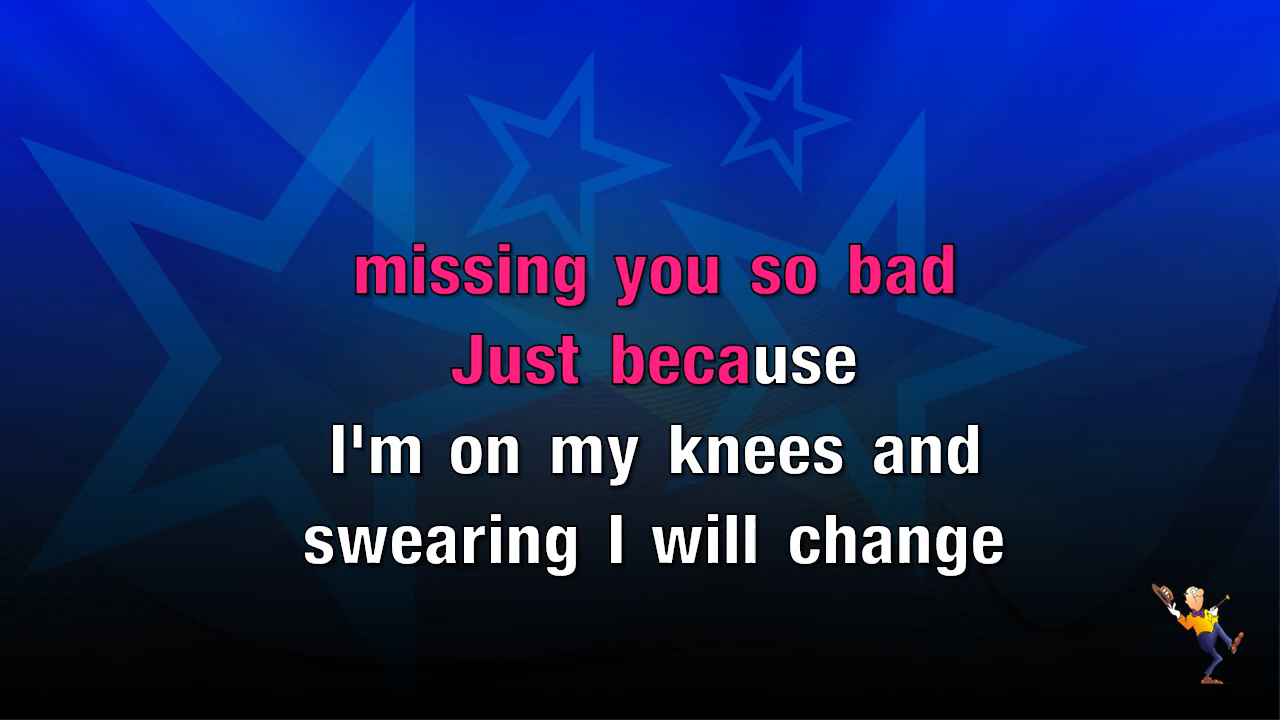 missing you so bad
Just because
I'm on my knees and
swearing I will change